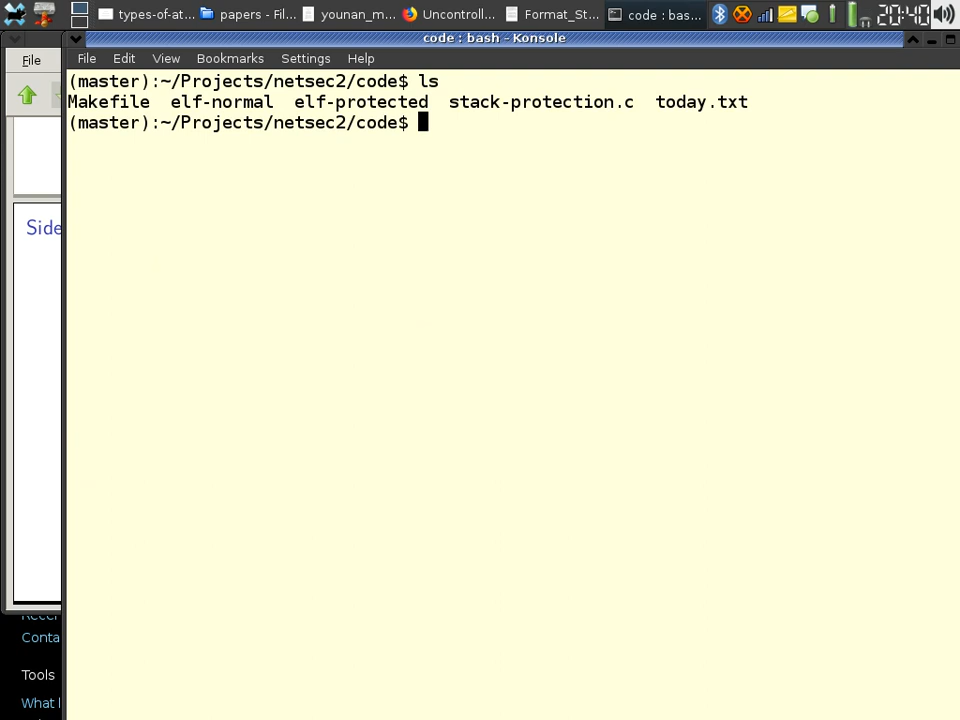 types-of-at... papers - Fil... younan_m... Uncontroll... Format_St... code : bas... 20:40
code : bash - Konsole
File
File Edit View Bookmarks Settings Help
(master):~/Projects/netsec2/code$ ls
Makefile elf-normal elf-protected stack-protection.c today.txt
(master):~/Projects/netsec2/code$
Side
Conta
Tools
What